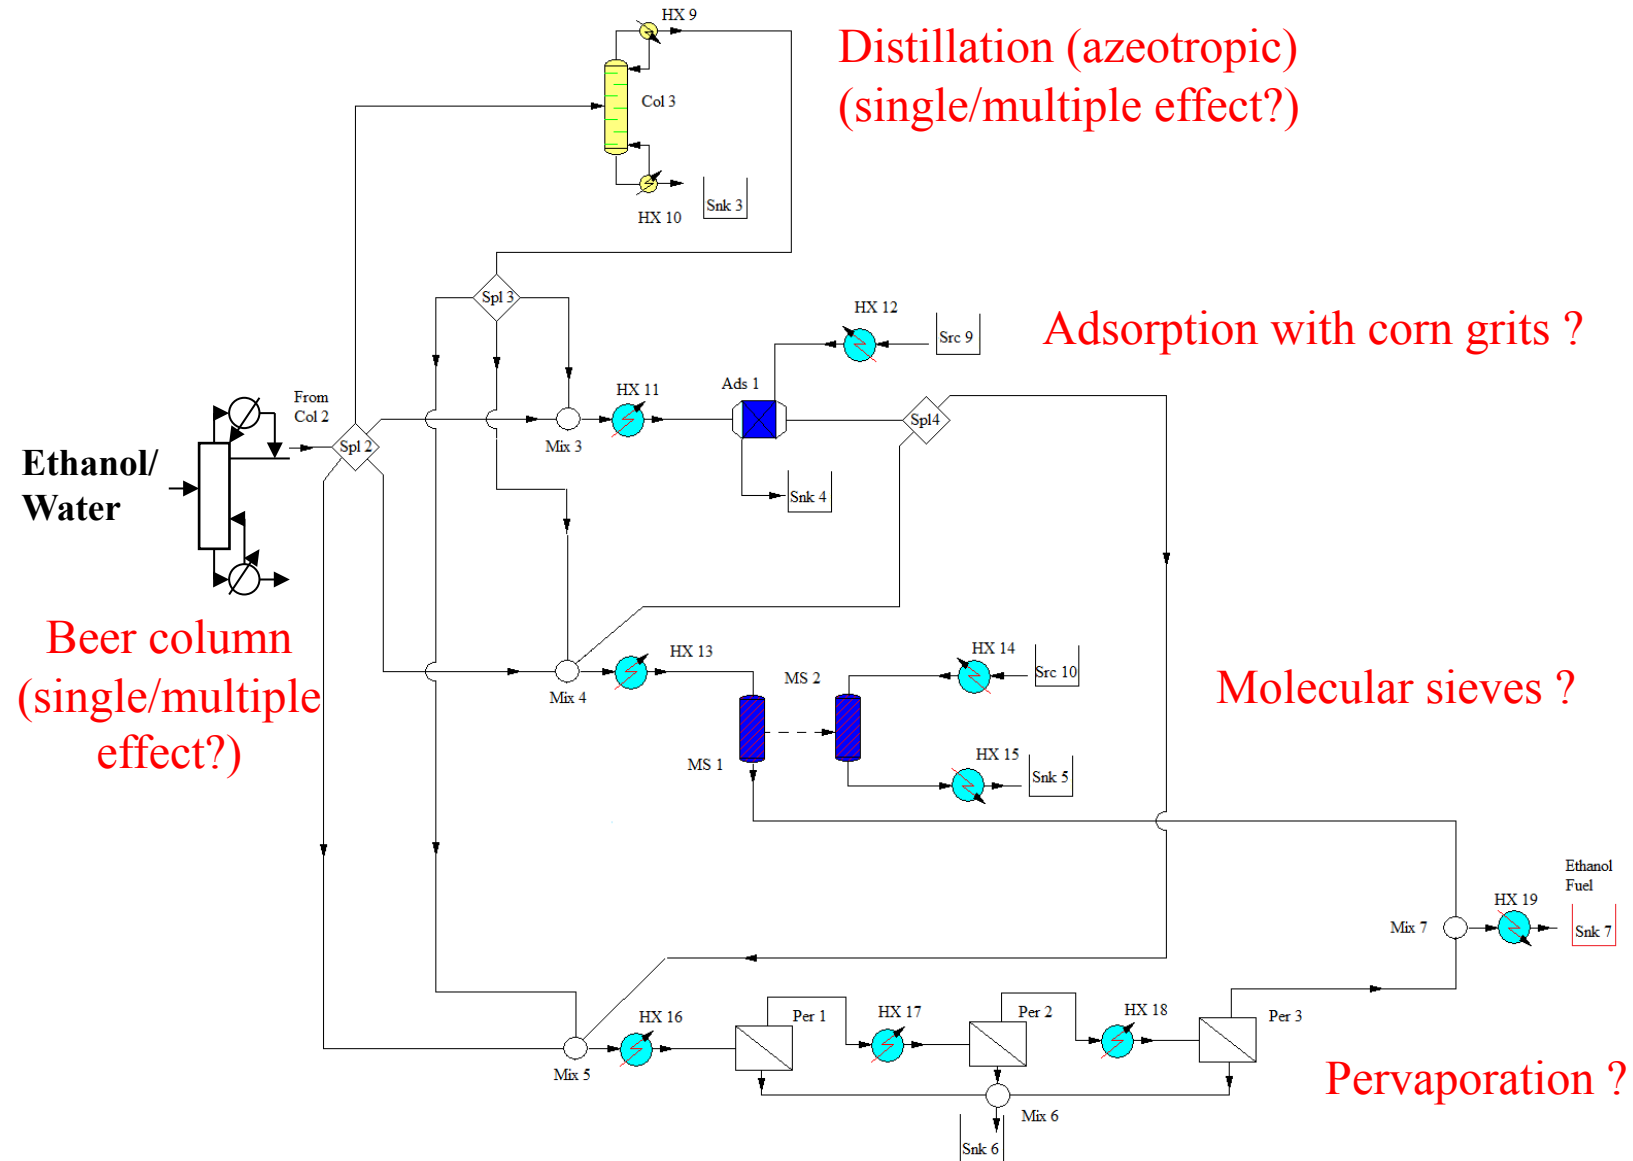 HX 9
Distillation (azeotropic)
(single/multiple effect?)
Col 3
HX 10
Snk 3
Spl 3
HX 12
Src 9
Adsorption with corn grits ?
HX 11
Ads 1
From
Col 2
Spl 2
Mix 3
Spl4
Ethanol/
Water
Snk 4
Beer column
(single/multiple
effect?)
HX 13
Mix 4
MS 2
HX 14
Src 10
Molecular sieves ?
MS 1
HX 15
Snk 5
Ethanol
Fuel
HX 19
Mix 7
Snk 7
HX 16
Per 1
HX 17
Per 2
HX 18
Per 3
Mix 5
Pervaporation ?
Mix 6
Snk 6